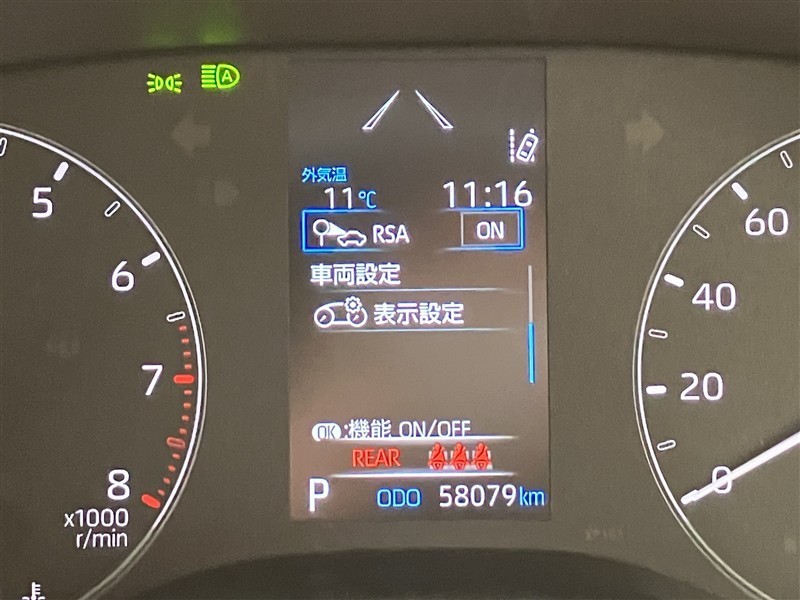 A
外気温
11℃
11:16
RSA
ON
車両設定
表示設定
OK:機能 ON/OFF
REAR
P
ODO 58079km
5
6
7
8
x1000
r/min
60
40
20
0